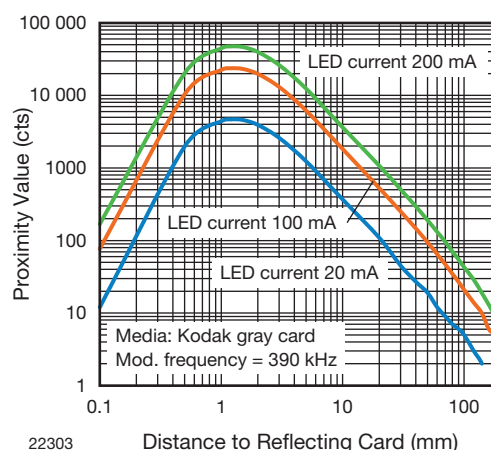 100 000
10 000
1000
100
10
1
Proximity Value (cts)
LED current 200 mA
LED current 100 mA
LED current 20 mA
Media: Kodak gray card
Mod. frequency = 390 kHz
0.1 1 10 100
22303 Distance to Reflecting Card (mm)